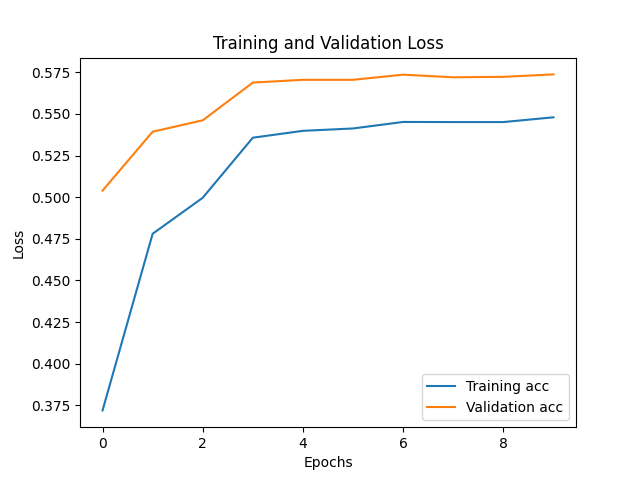 Training and Validation Loss
0.575
0.550
0.525
0.500
0.475
0.450
0.425
0.400
0.375
Loss
0
2
4
6
8
Epochs
Training acc
Validation acc